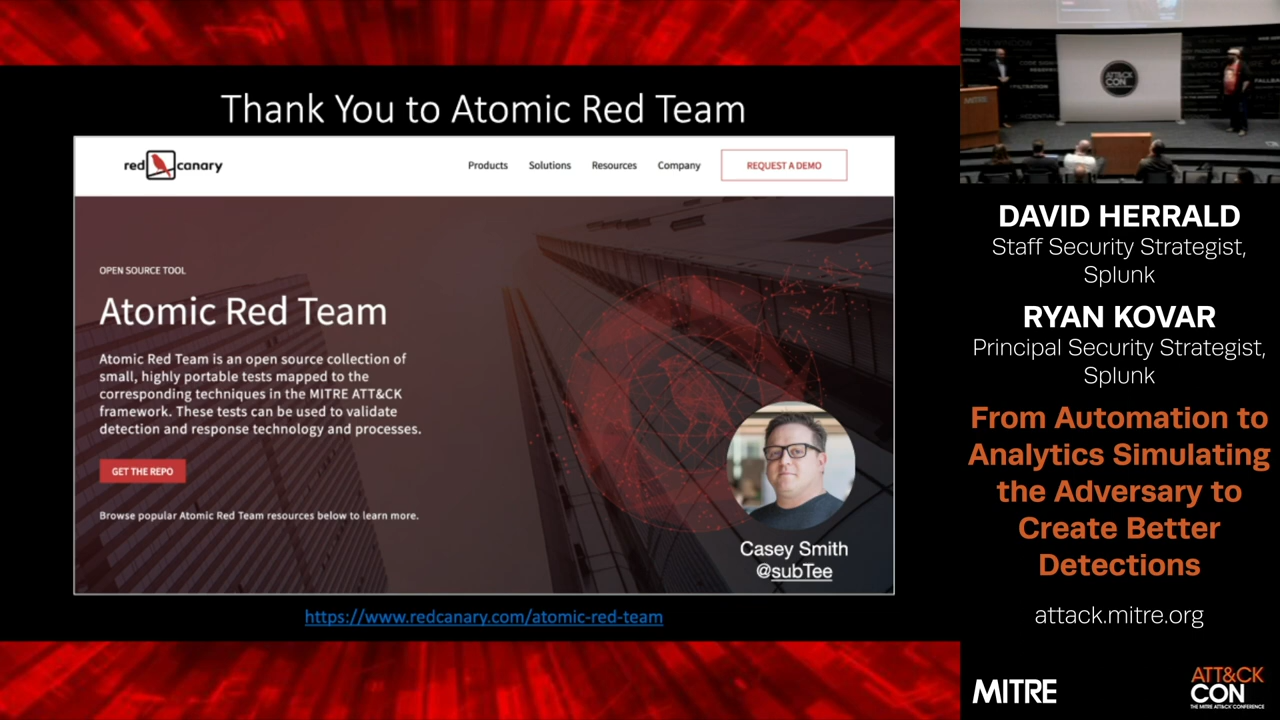 Thank You to Atomic Red Team
red canary
Products Solutions Resources Company REQUEST A DEMO
OPEN SOURCE TOOL
Atomic Red Team
Atomic Red Team is an open source collection of
small, highly portable tests mapped to the
corresponding techniques in the MITRE ATT&CK
framework. These tests can be used to validate
detection and response technology and processes.
GET THE REPO
Browse popular Atomic Red Team resources below to learn more.
Casey Smith
@subTee
https://www.redcanary.com/atomic-red-team
MITRE
ATT&CK
CON
DAVID HERRALD
Staff Security Strategist,
Splunk
RYAN KOVAR
Principal Security Strategist,
Splunk
From Automation to
Analytics Simulating
the Adversary to
Create Better
Detections
attack.mitre.org
MITRE
ATT&CK
CON
THE MITRE ATT&CK CONFERENCE